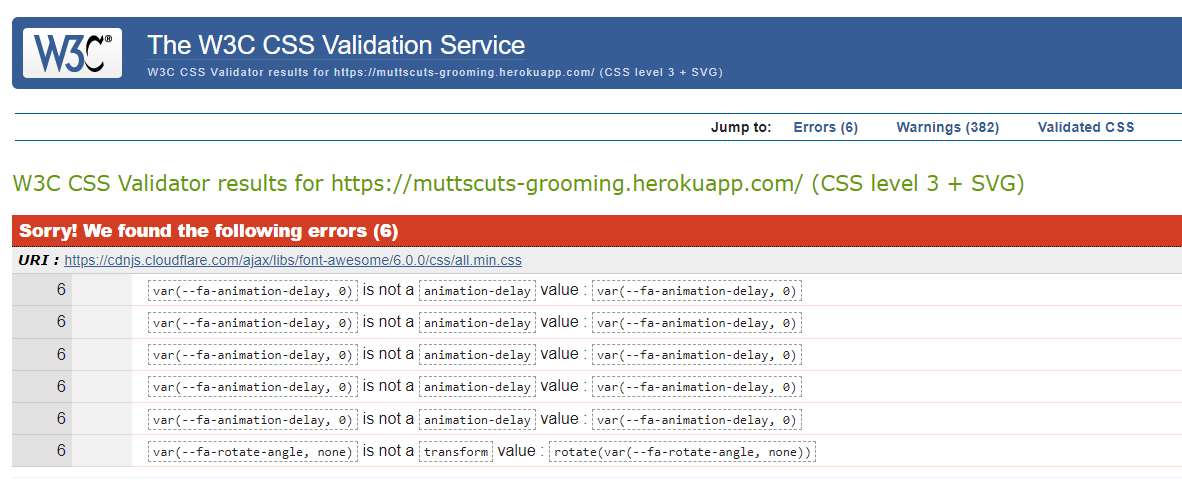 W3C® The W3C CSS Validation Service
W3C CSS Validator results for https://muttscuts-grooming.herokuapp.com/ (CSS level 3 + SVG)
Jump to: Errors (6) Warnings (382) Validated CSS
W3C CSS Validator results for https://muttscuts-grooming.herokuapp.com/ (CSS level 3 + SVG)
Sorry! We found the following errors (6)
URI : https://cdnjs.cloudflare.com/ajax/libs/font-awesome/6.0.0/css/all.min.css
6 var(--fa-animation-delay, 0) is not a animation-delay value : var(--fa-animation-delay, 0)
6 var(--fa-animation-delay, 0) is not a animation-delay value : var(--fa-animation-delay, 0)
6 var(--fa-animation-delay, 0) is not a animation-delay value : var(--fa-animation-delay, 0)
6 var(--fa-animation-delay, 0) is not a animation-delay value : var(--fa-animation-delay, 0)
6 var(--fa-animation-delay, 0) is not a animation-delay value : var(--fa-animation-delay, 0)
6 var(--fa-rotate-angle, none) is not a transform value : rotate(var(--fa-rotate-angle, none))